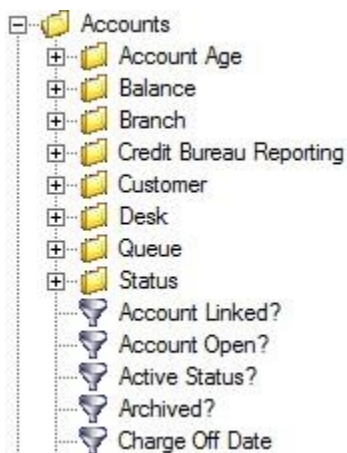 Accounts
Account Age
Balance
Branch
Credit Bureau Reporting
Customer
Desk
Queue
Status
Account Linked?
Account Open?
Active Status?
Archived?
Charge Off Date